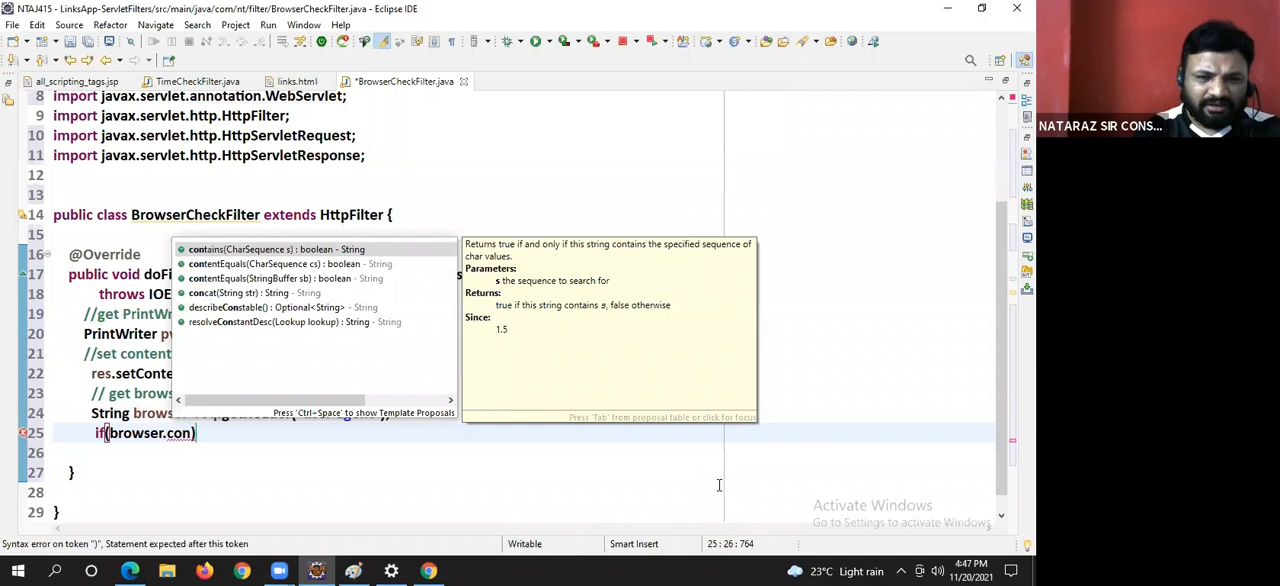 NTAJ415 - LinksApp-ServletFilters/src/main/java/com/nt/filter/BrowserCheckFilter.java - Eclipse IDE
File Edit Source Refactor Navigate Search Project Run Window Help
all_scripting_tags.jsp TimeCheckFilter.java links.html *BrowserCheckFilter.java
8 import javax.servlet.annotation.WebServlet;
9 import javax.servlet.http.HttpFilter;
10 import javax.servlet.http.HttpServletRequest;
11 import javax.servlet.http.HttpServletResponse;
12
13
14 public class BrowserCheckFilter extends HttpFilter {
15
16 @Override
17 public void doFi
18 throws IOE
19 //get PrintWr
20 PrintWriter pv
21 //set content
22 res.setConte
23 // get brows
24 String browser
25 if(browser.con)
26
27 }
28
29 }
contains(CharSequence s) : boolean - String
contentEquals(CharSequence cs) : boolean - String
contentEquals(StringBuffer sb) : boolean - String
concat(String str) : String - String
describeConstable() : Optional<String> - String
resolveConstantDesc(Lookup lookup) : String - String
Press 'Ctrl+Space' to show Template Proposals
Returns true if and only if this string contains the specified sequence of
char values.
Parameters:
s the sequence to search for
Returns:
true if this string contains s, false otherwise
Since:
1.5
Press 'Tab' from proposal table or click for focus
NATARAZ SIR CONS...
Activate Windows
Go to Settings to activate Windows.
Syntax error on token ")", Statement expected after this token Writable Smart Insert 25 : 26 : 764
23°C Light rain
4:47 PM
11/20/2021